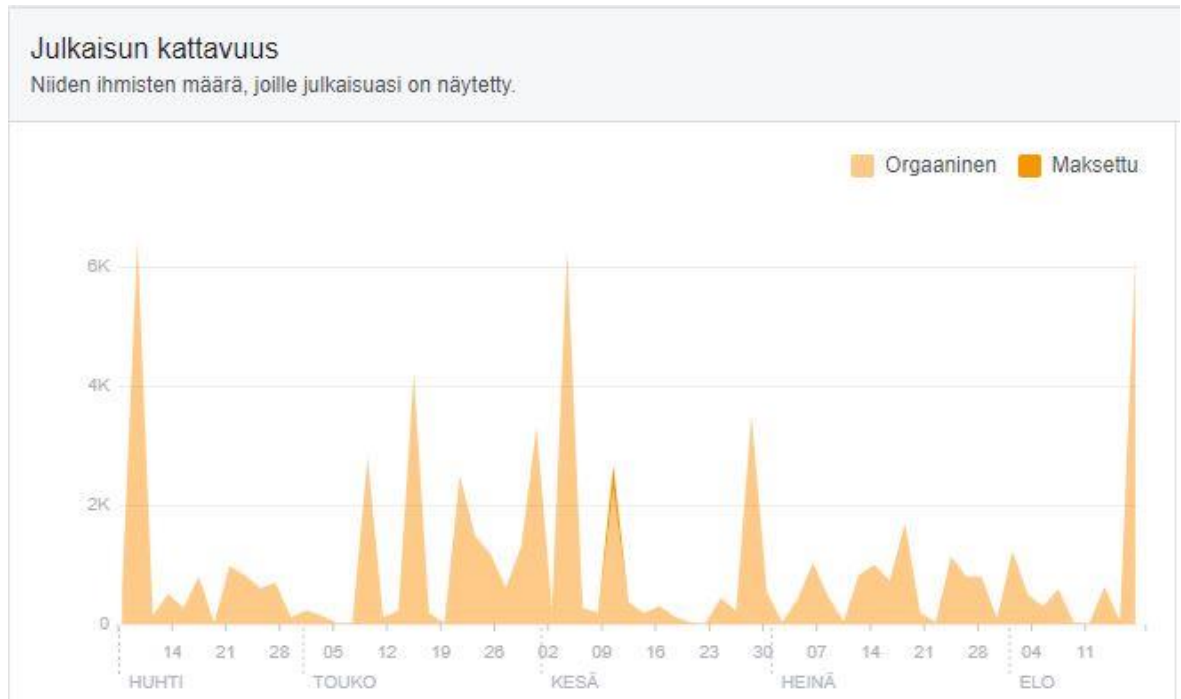 Julkaisun kattavuus
Niiden ihmisten määrä, joille julkaisuasi on näytetty.
Orgaaninen Maksettu
6K
4K
2K
0
14 21 28 05 12 19 26 02 09 16 23 30 07 14 21 28 04 11
HUHTI TOUKO KESÄ HEINÄ ELO